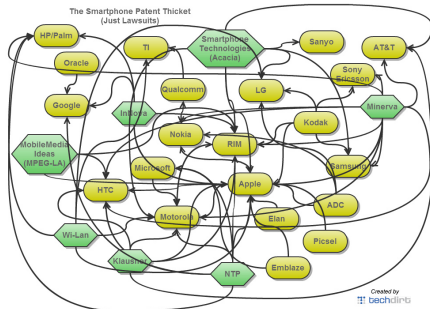 The Smartphone Patent Thicket
(Just Lawsuits)
HP/Palm
TI
Smartphone
Technologies
(Acacia)
Sanyo
AT&T
Oracle
Sony
Ericsson
Qualcomm
LG
Google
InNova
Minerva
Kodak
Nokia
RIM
MobileMedia
Ideas
(MPEG-LA)
Microsoft
Samsung
HTC
Apple
ADC
Motorola
Elan
Wi-Lan
Picsel
Klausner
NTP
Emblaze
Created by
techdirt